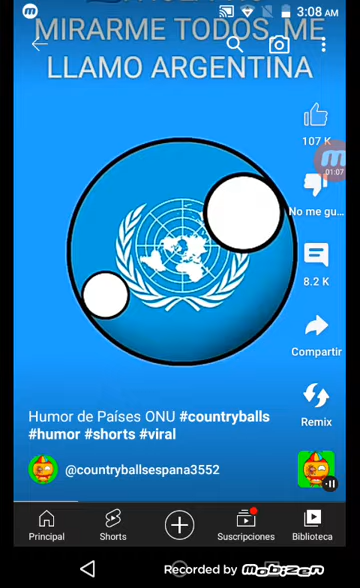 3:08 AM
MIRARME TODOS, ME
LLAMO ARGENTINA
107 K
01:07
No me gu...
8.2 K
Compartir
Remix
Humor de Países ONU #countryballs
#humor #shorts #viral
@countryballsespana3552
Principal
Shorts
Suscripciones
Biblioteca
Recorded by mobizen